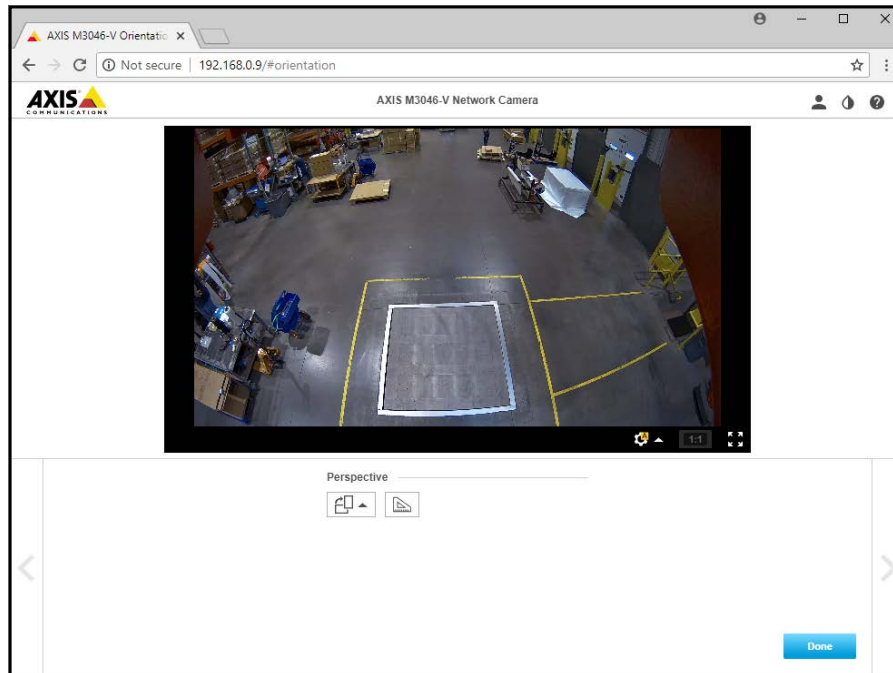 AXIS M3046-V Orientatio
Not secure | 192.168.0.9/#orientation
AXIS
COMMUNICATIONS
AXIS M3046-V Network Camera
1:1
Perspective
Done